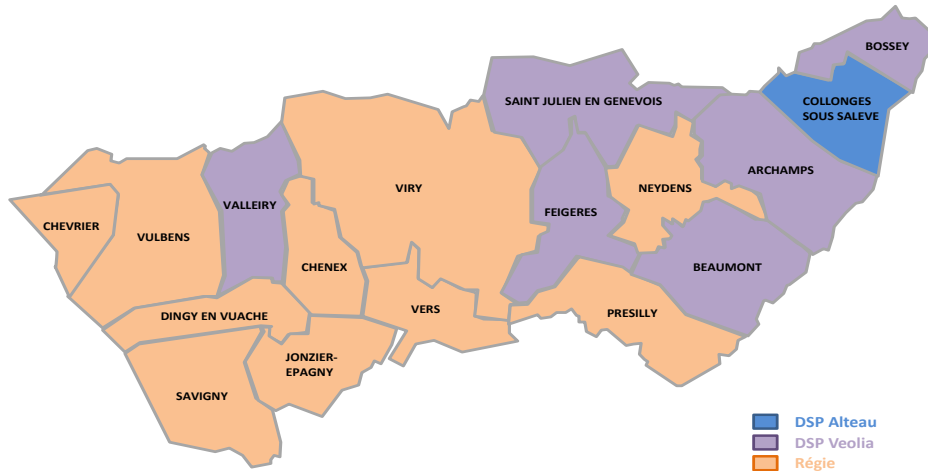 BOSSEY
SAINT JULIEN EN GENEVOIS
COLLONGES
SOUS SALEVE
ARCHAMPS
NEYDENS
VIRY
VALLEIRY
FEIGERES
CHEVRIER
VULBENS
CHENEX
BEAUMONT
DINGY EN VUACHE
VERS
PRESILLY
JONZIER-
EPAGNY
SAVIGNY
DSP Alteau
DSP Veolia
Régie